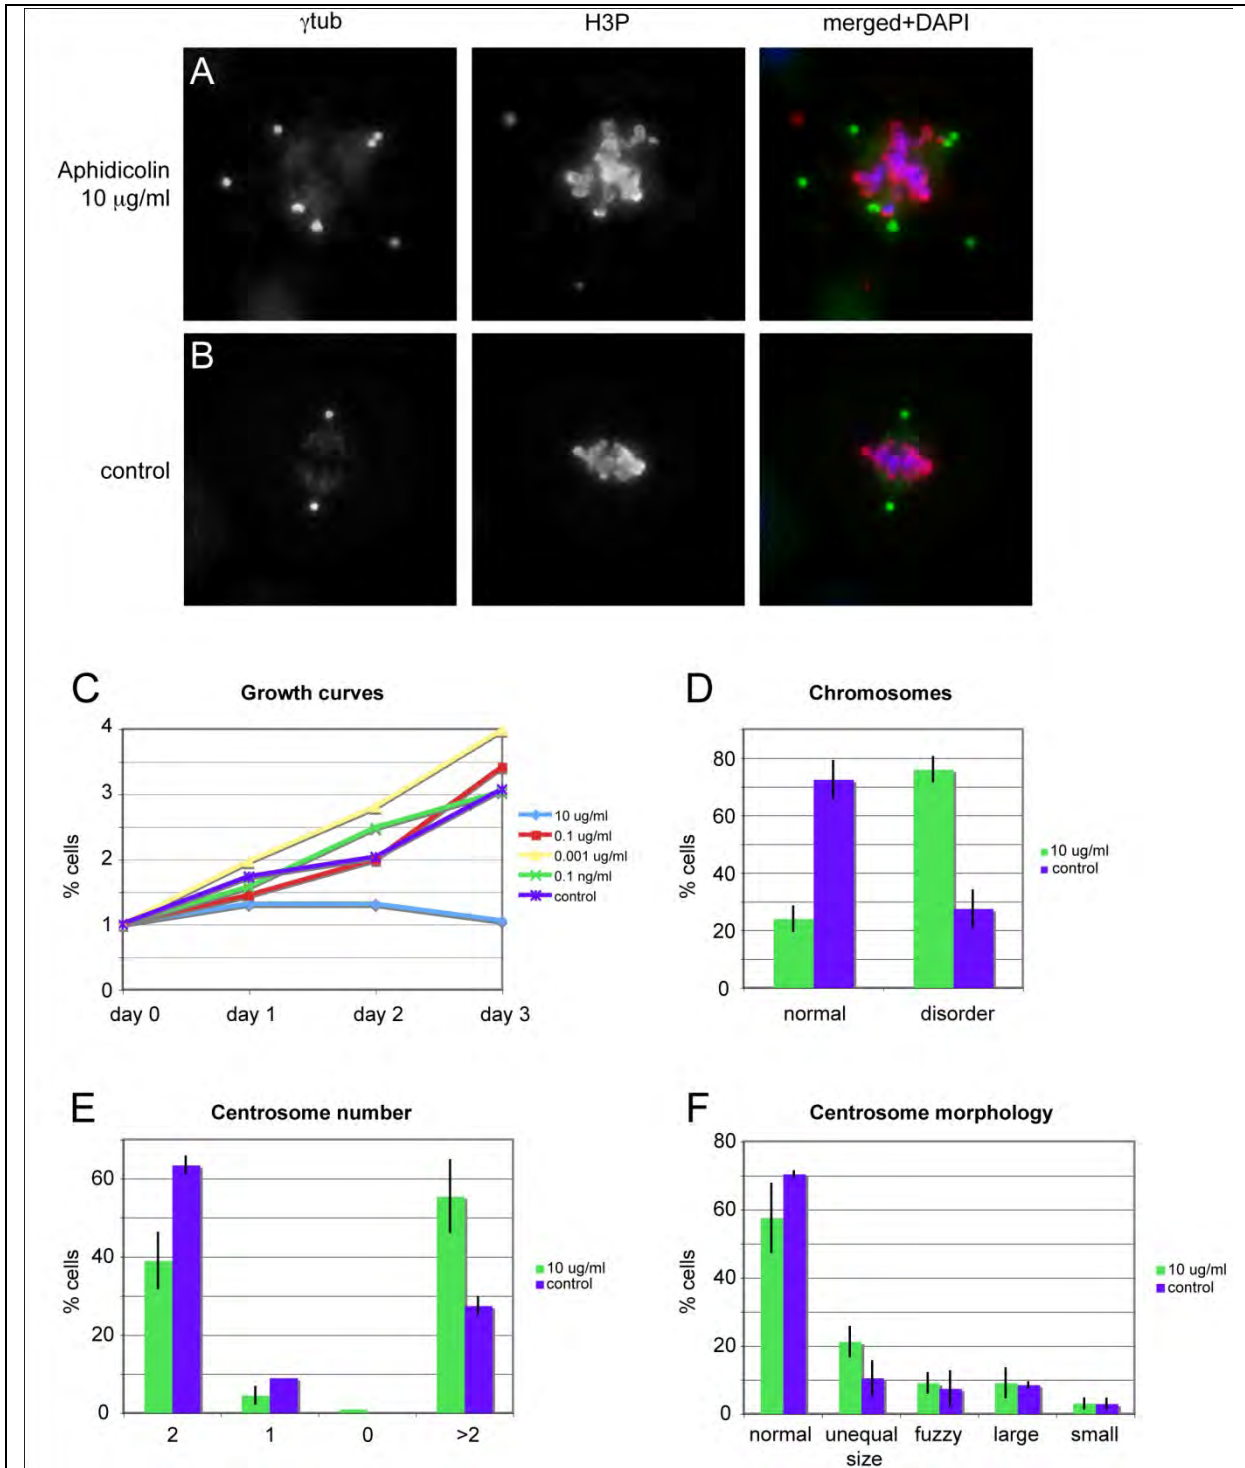 γtub
H3P
merged+DAPI
A
Aphidicolin
10 μg/ml
B
control
C
Growth curves
4
3
2
1
0
% cells
day 0
day 1
day 2
day 3
10 ug/ml
0.1 ug/ml
0.001 ug/ml
0.1 ng/ml
control
D
Chromosomes
80
60
40
20
0
% cells
normal
disorder
10 ug/ml
control
E
Centrosome number
60
40
20
0
% cells
2
1
0
>2
10 ug/ml
control
F
Centrosome morphology
80
60
40
20
0
% cells
normal
unequal
size
fuzzy
large
small
10 ug/ml
control